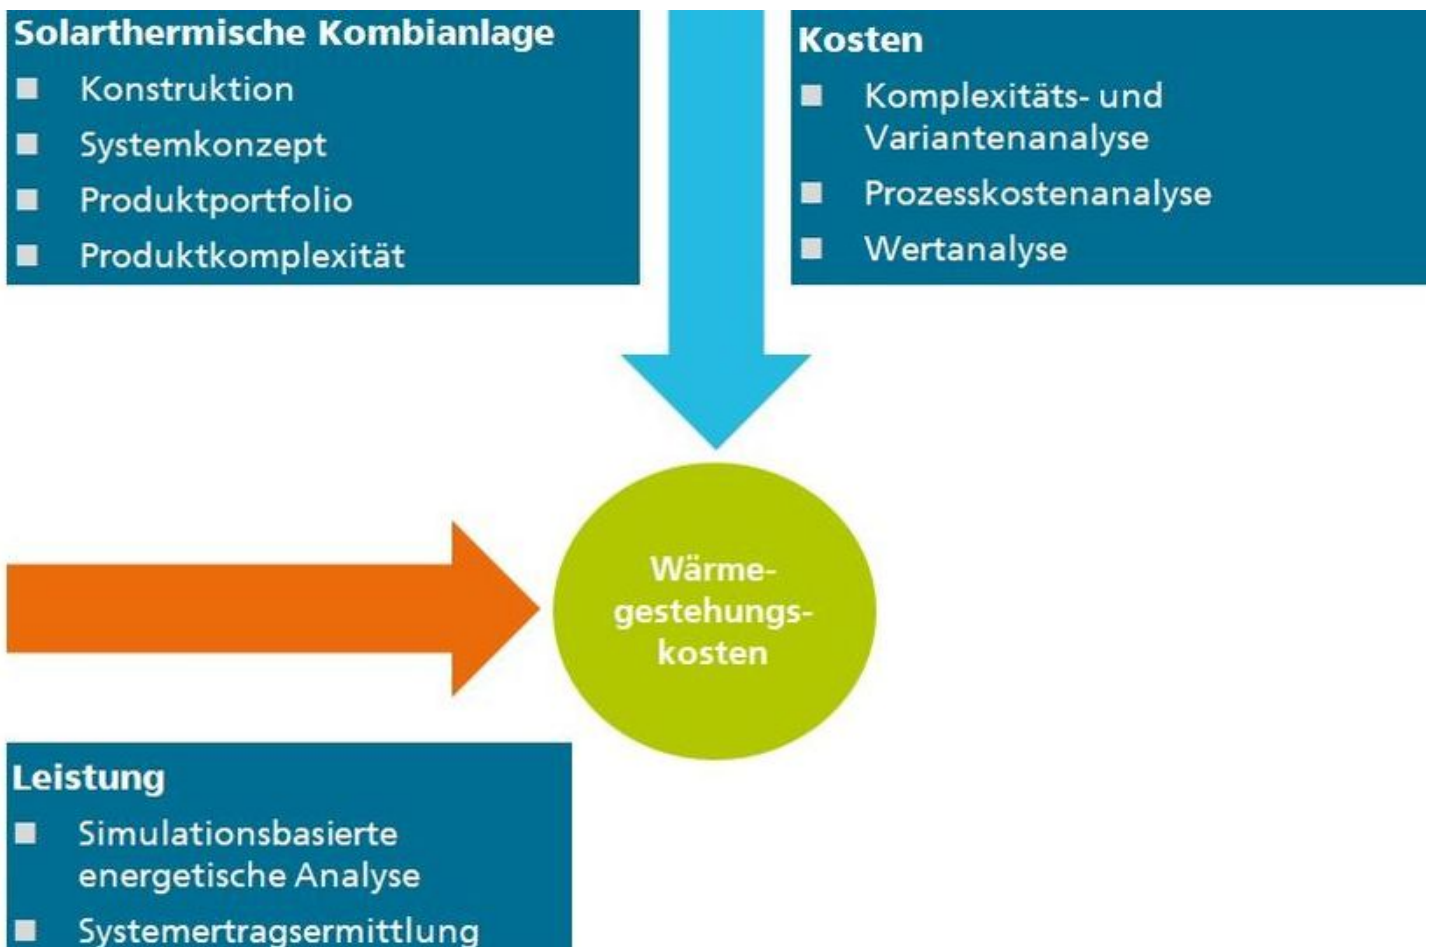 Solarthermische Kombianlage
Konstruktion
Systemkonzept
Produktportfolio
Produktkomplexität
Kosten
Komplexitäts- und
Variantenanalyse
Prozesskostenanalyse
Wertanalyse
Wärme-
gestehungs-
kosten
Leistung
Simulationsbasierte
energetische Analyse
Systemertragsermittlung